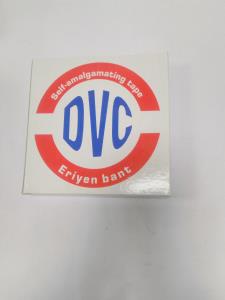 Self-amalgamating tape
DVC
Eriyen bant